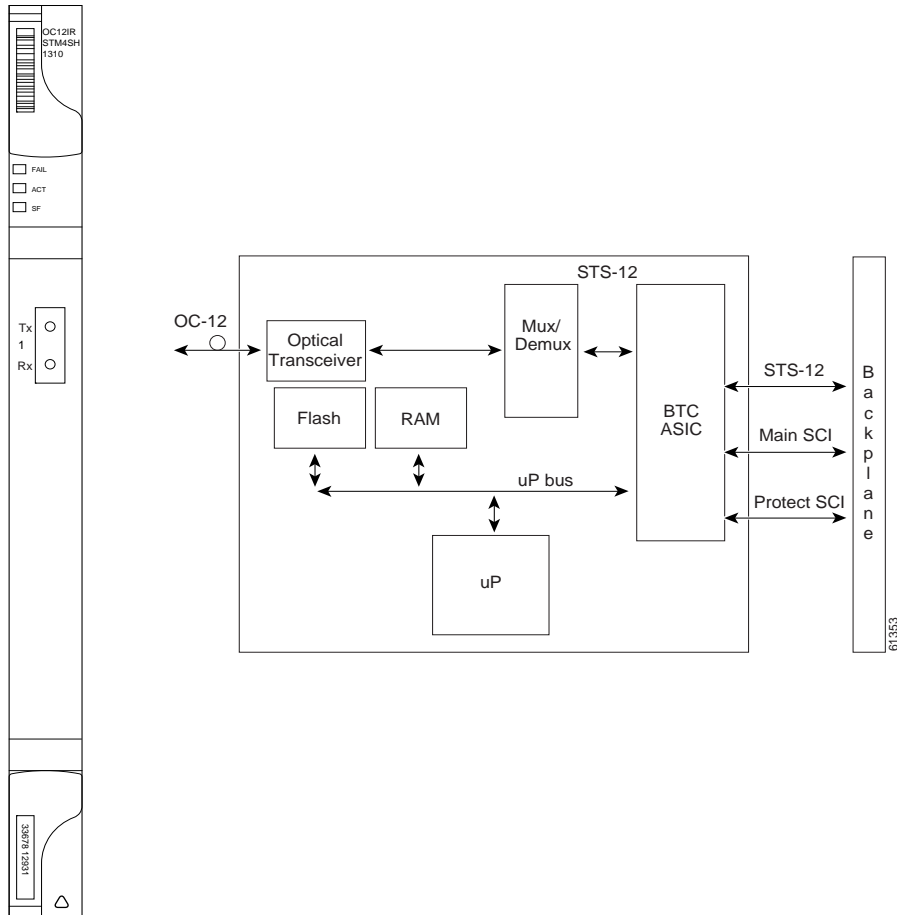 OC12IR
STM4SH
1310
FAIL
ACT
SF
Tx
1
Rx
33678 12931
OC-12
STS-12
Optical
Transceiver
Mux/
Demux
Flash
RAM
BTC
ASIC
uP bus
uP
STS-12
Main SCI
Protect SCI
Backplane
61353